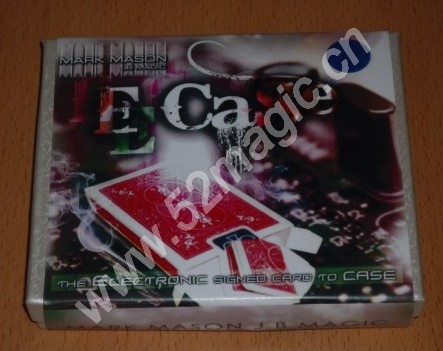 MARK MASON
JB MAGIC
E-Case
THE ELECTRONIC SIGNED CARD TO CASE
MARK MASON J B MAGIC
www.52magic.cn